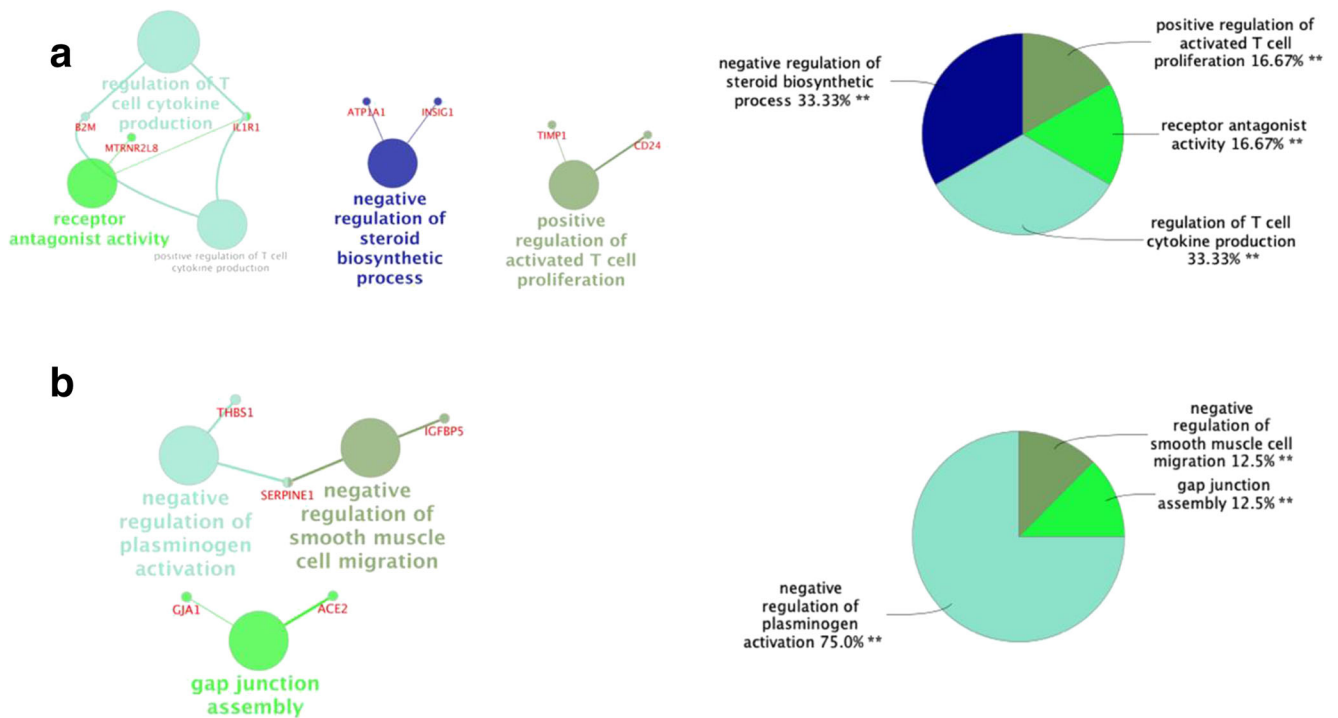 a
regulation of T
cell cytokine
production
B2M
IL1R1
MTRNR2L8
receptor
antagonist activity
positive regulation of T cell
cytokine production
ATP1A1
INSIG1
negative
regulation of
steroid
biosynthetic
process
TIMP1
CD24
positive
regulation of
activated T cell
proliferation
negative regulation of
steroid biosynthetic
process 33.33% **
positive regulation of
activated T cell
proliferation 16.67% **
receptor antagonist
activity 16.67% **
regulation of T cell
cytokine production
33.33% **
b
THBS1
IGFBP5
SERPINE1
negative
regulation of
plasminogen
activation
negative
regulation of
smooth muscle
cell migration
GJA1
ACE2
gap junction
assembly
negative
regulation of
smooth muscle cell
migration 12.5% **
gap junction
assembly 12.5% **
negative
regulation of
plasminogen
activation 75.0% **